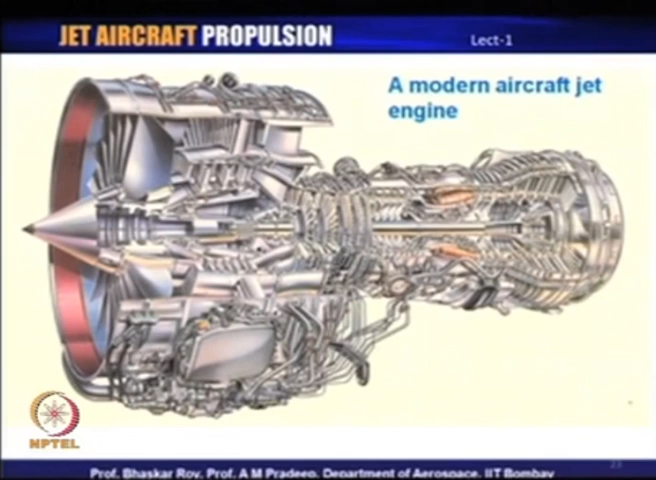 JET AIRCRAFT PROPULSION
Lect-1
A modern aircraft jet
engine
NPTEL
23
Prof. Bhaskar Roy, Prof. A M Pradeep, Department of Aerospace, IIT Bombay